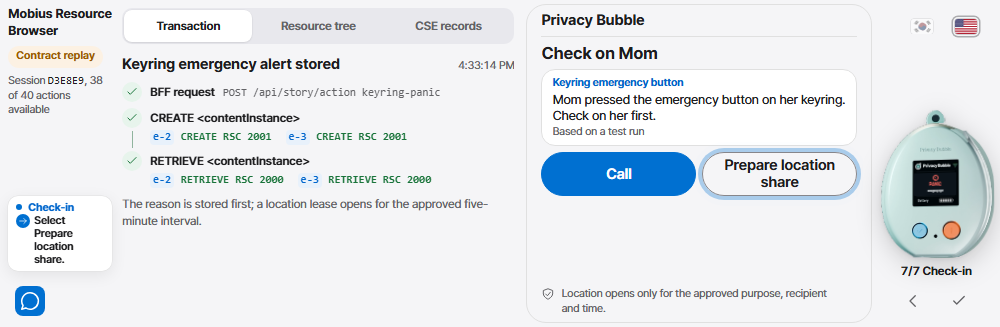 Mobius Resource
Browser
Contract replay
Session D3E8E9, 38
of 40 actions
available
Check-in
Select
Prepare
location
share.
Transaction
Resource tree
CSE records
Keyring emergency alert stored
4:33:14 PM
BFF request POST /api/story/action keyring-panic
CREATE <contentInstance>
e-2 CREATE RSC 2001 e-3 CREATE RSC 2001
RETRIEVE <contentInstance>
e-2 RETRIEVE RSC 2000 e-3 RETRIEVE RSC 2000
The reason is stored first; a location lease opens for the approved five-
minute interval.
Privacy Bubble
Check on Mom
Keyring emergency button
Mom pressed the emergency button on her keyring.
Check on her first.
Based on a test run
Call
Prepare location
share
Location opens only for the approved purpose, recipient
and time.
Privacy Bubble
Privacy Bubble
7/7 Check-in